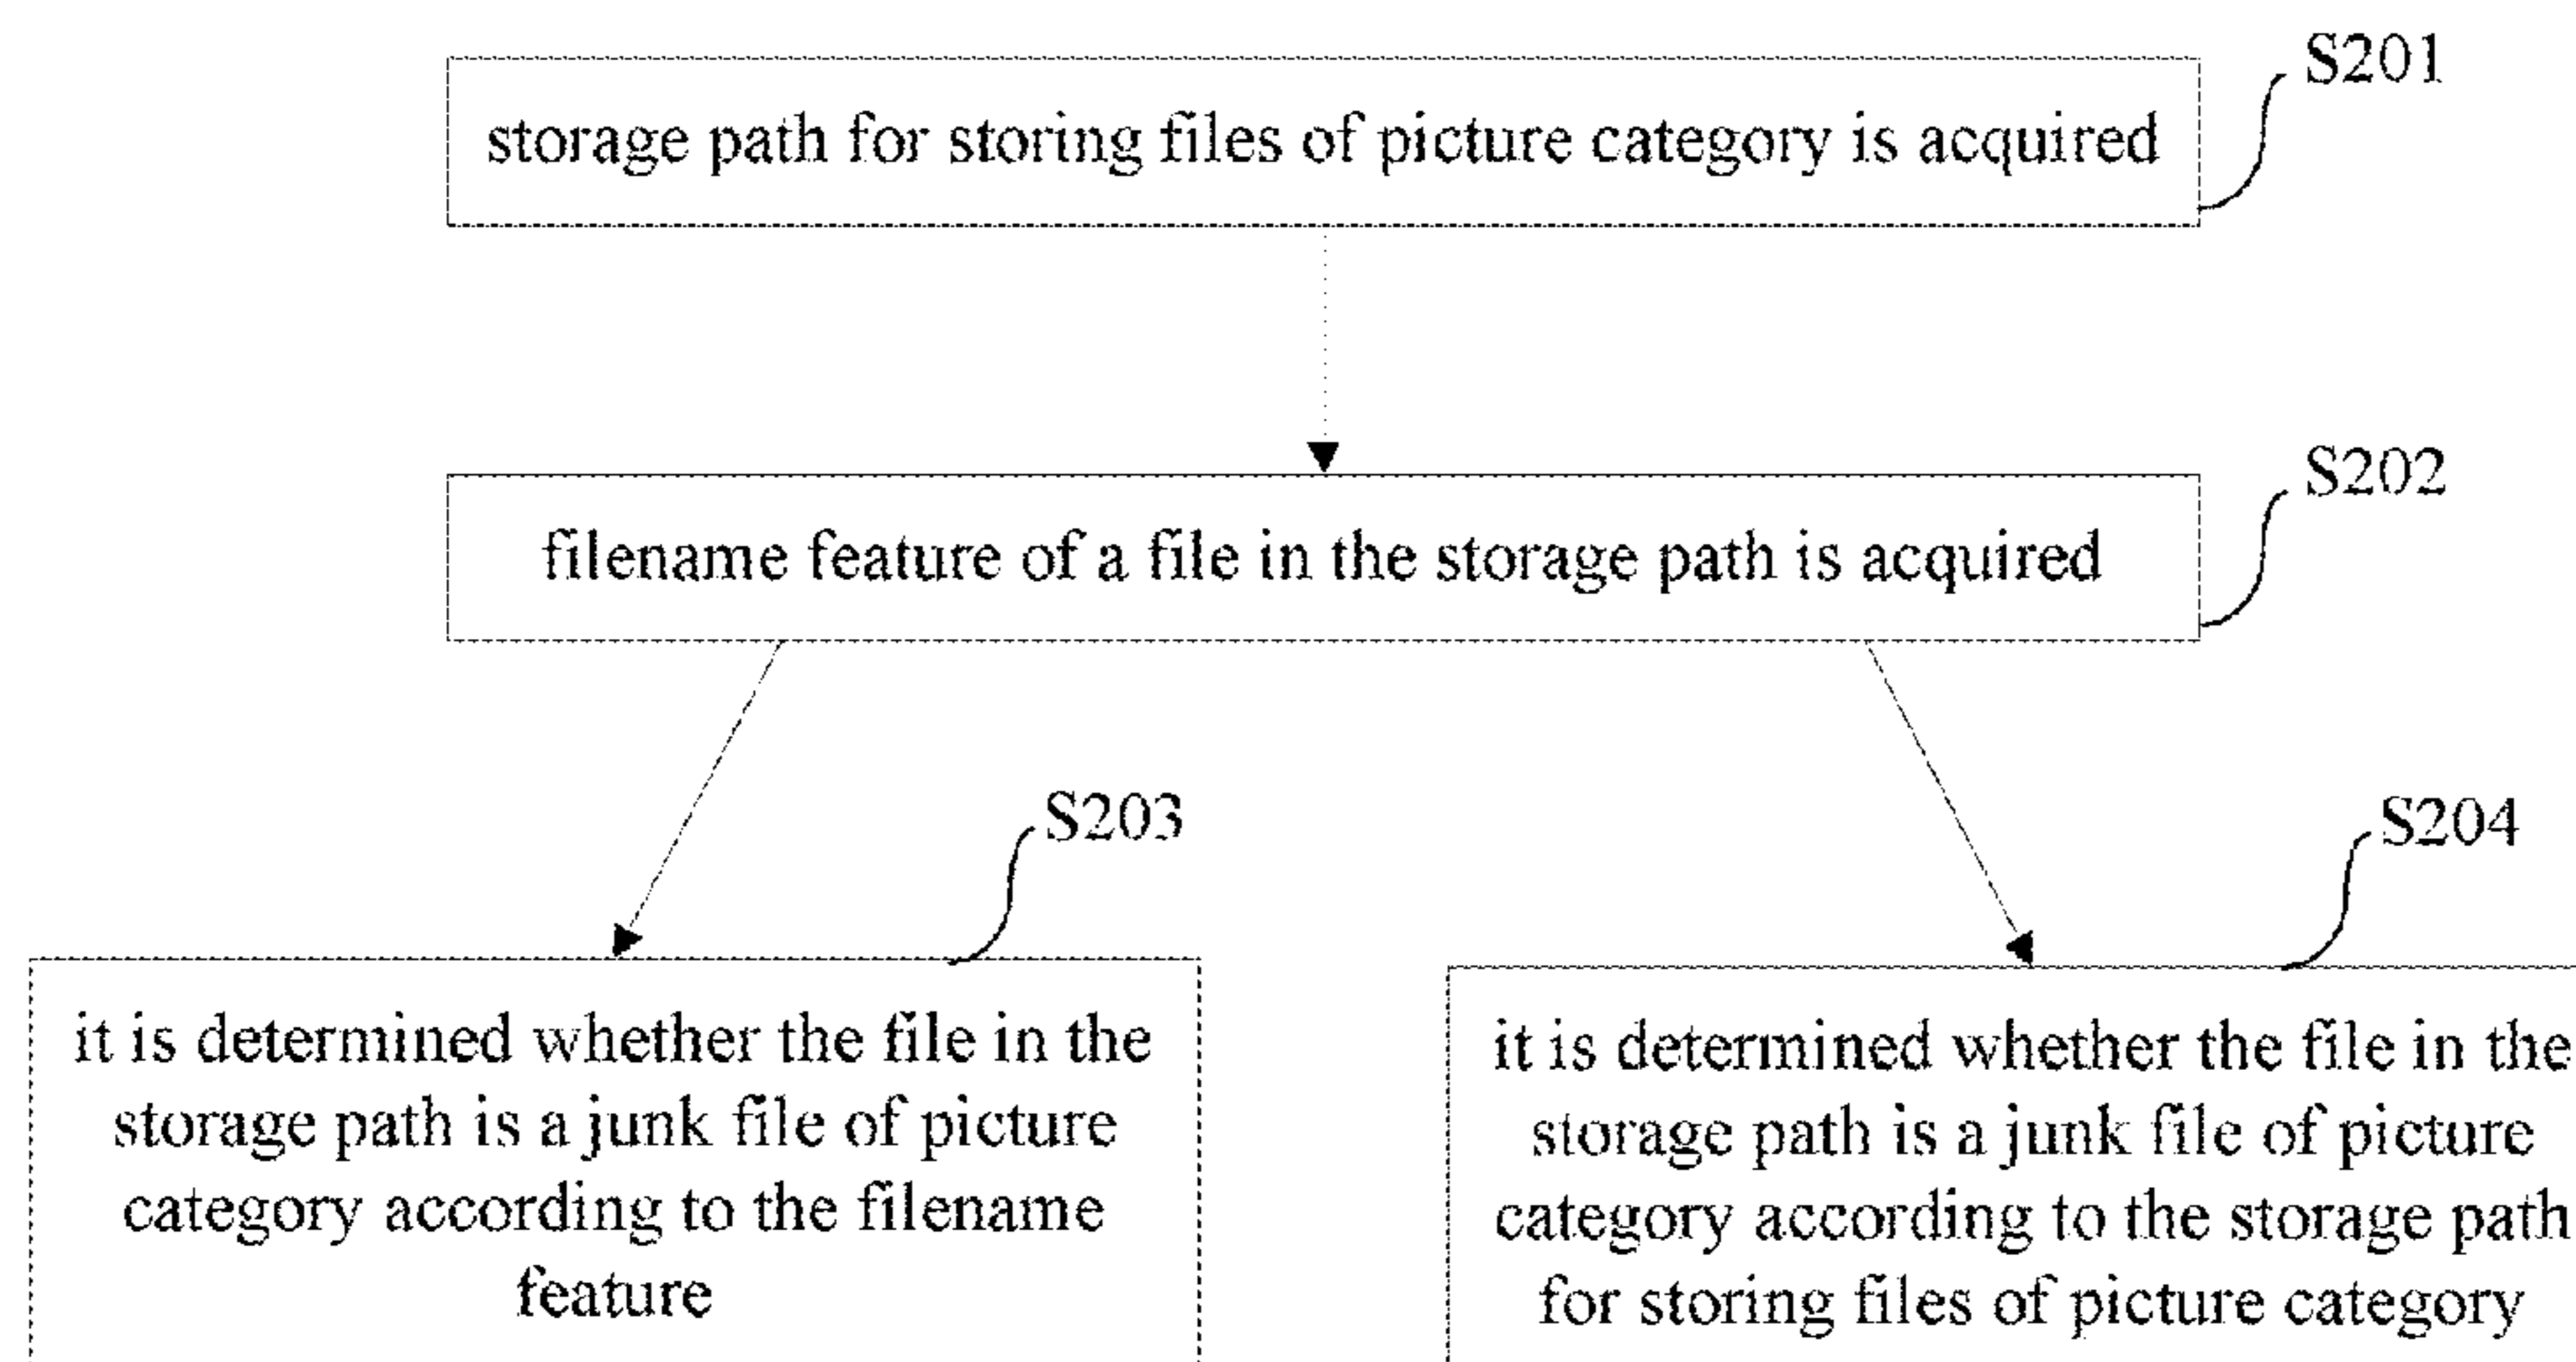 S201
storage path for storing files of picture category is acquired
S202
filename feature of a file in the storage path is acquired
S203
it is determined whether the file in the
storage path is a junk file of picture
category according to the filename
feature
S204
it is determined whether the file in the
storage path is a junk file of picture
category according to the storage path
for storing files of picture category